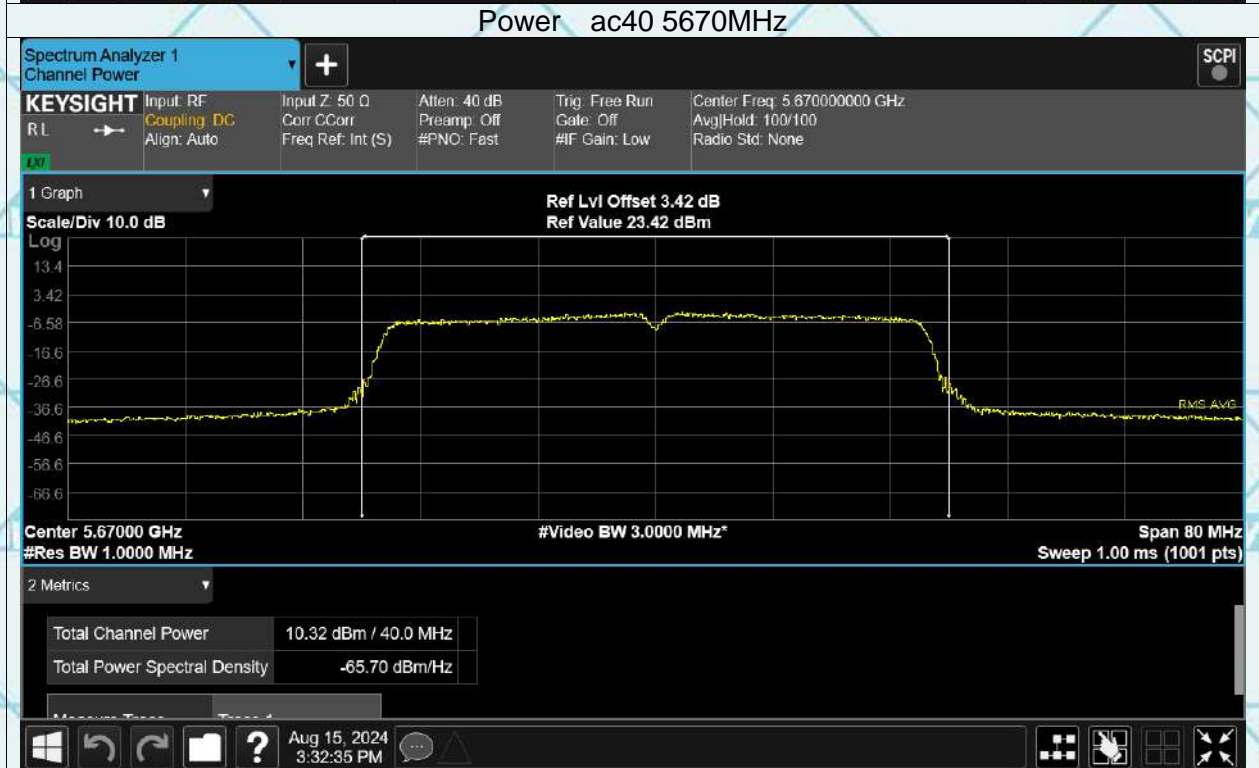 Power ac40 5670MHz
Spectrum Analyzer 1
Channel Power
+
SCPI
KEYSIGHT
RL
LXI
Input: RF
Coupling: DC
Align: Auto
Input Z: 50 Ω
Corr CCorr
Freq Ref: Int (S)
Atten: 40 dB
Preamp: Off
#PNO: Fast
Trig: Free Run
Gate: Off
#IF Gain: Low
Center Freq: 5.670000000 GHz
Avg|Hold: 100/100
Radio Std: None
1 Graph
Scale/Div 10.0 dB
Ref Lvl Offset 3.42 dB
Ref Value 23.42 dBm
Log
13.4
3.42
-6.58
-16.6
-26.6
-36.6
-46.6
-56.6
-66.6
RMS AVG
Center 5.67000 GHz
#Res BW 1.0000 MHz
#Video BW 3.0000 MHz*
Span 80 MHz
Sweep 1.00 ms (1001 pts)
2 Metrics
Total Channel Power 10.32 dBm / 40.0 MHz
Total Power Spectral Density -65.70 dBm/Hz
?
Aug 15, 2024
3:32:35 PM